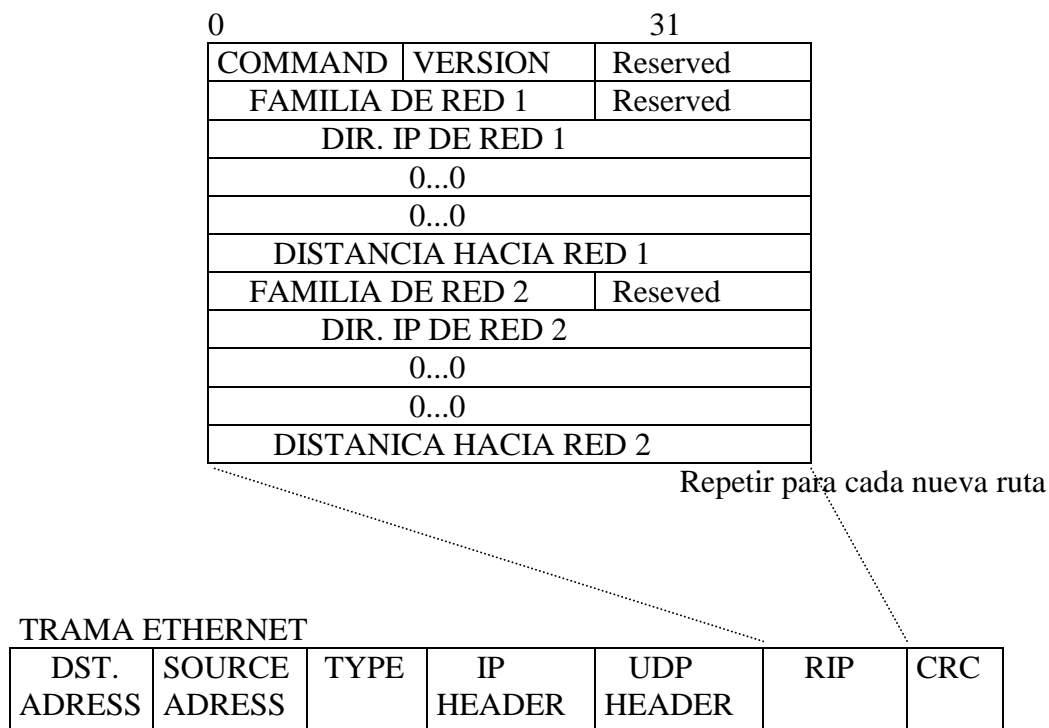 0 31
COMMAND VERSION Reserved
FAMILIA DE RED 1 Reserved
DIR. IP DE RED 1
0...0
0...0
DISTANCIA HACIA RED 1
FAMILIA DE RED 2 Reseved
DIR. IP DE RED 2
0...0
0...0
DISTANICA HACIA RED 2
Repetir para cada nueva ruta
TRAMA ETHERNET
DST. SOURCE TYPE IP UDP RIP CRC
ADRESS ADRESS HEADER HEADER